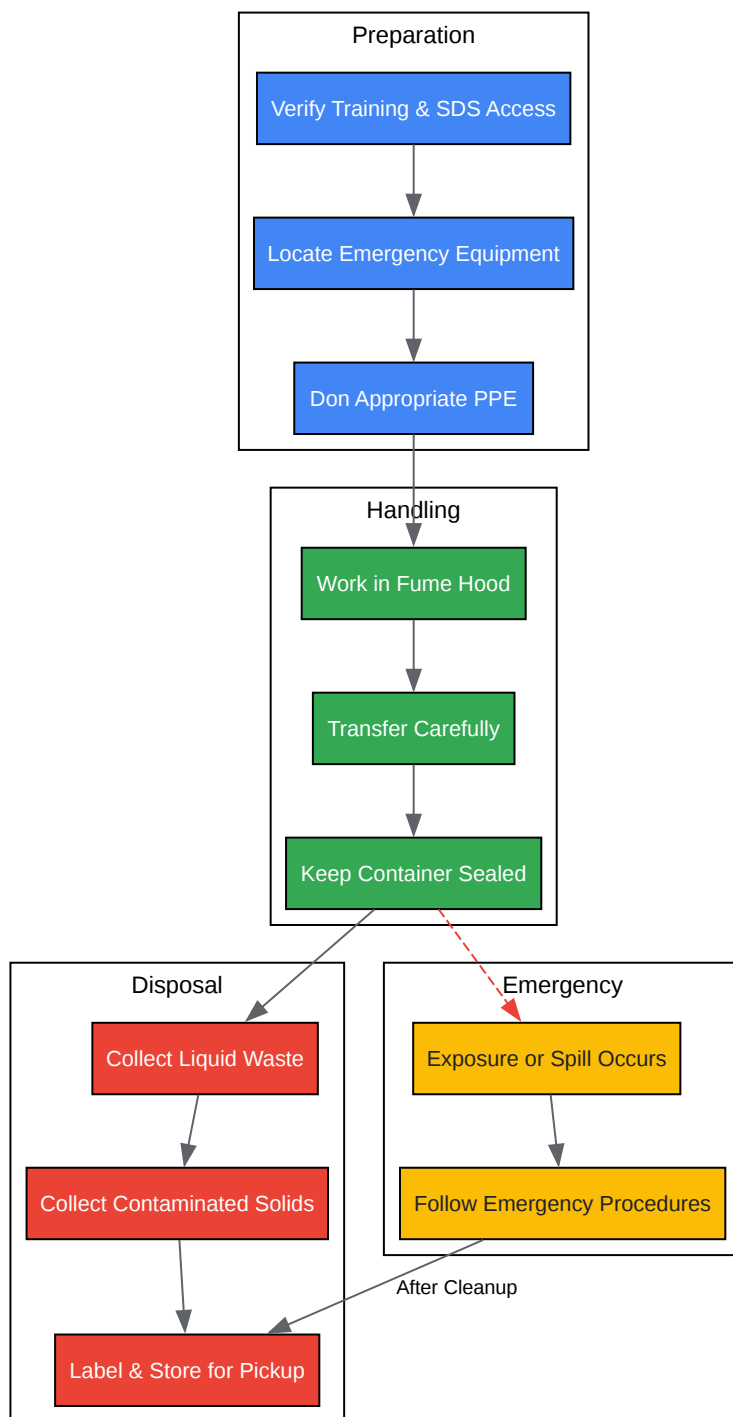 Preparation
Verify Training & SDS Access
Locate Emergency Equipment
Don Appropriate PPE
Handling
Work in Fume Hood
Transfer Carefully
Keep Container Sealed
Disposal
Collect Liquid Waste
Collect Contaminated Solids
Label & Store for Pickup
Emergency
Exposure or Spill Occurs
Follow Emergency Procedures
After Cleanup